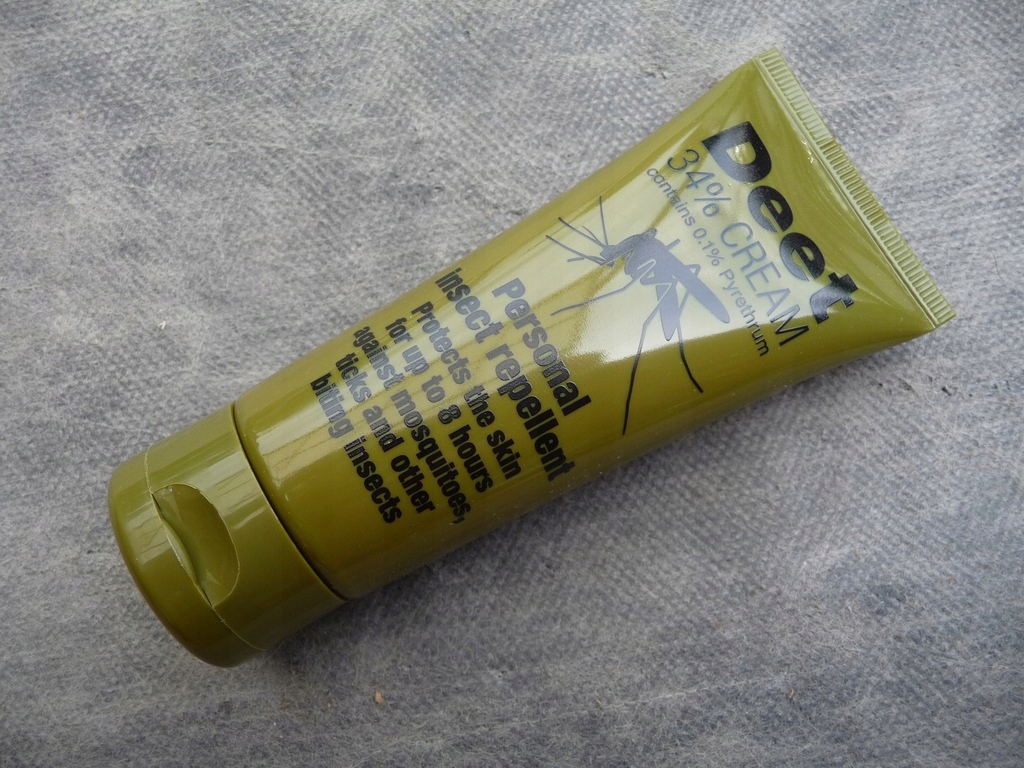 Deet
34% CREAM
contains 0.1% Pyrethrum
Personal
insect repellent
Protects the skin
for up to 8 hours
against mosquitoes,
ticks and other
biting insects